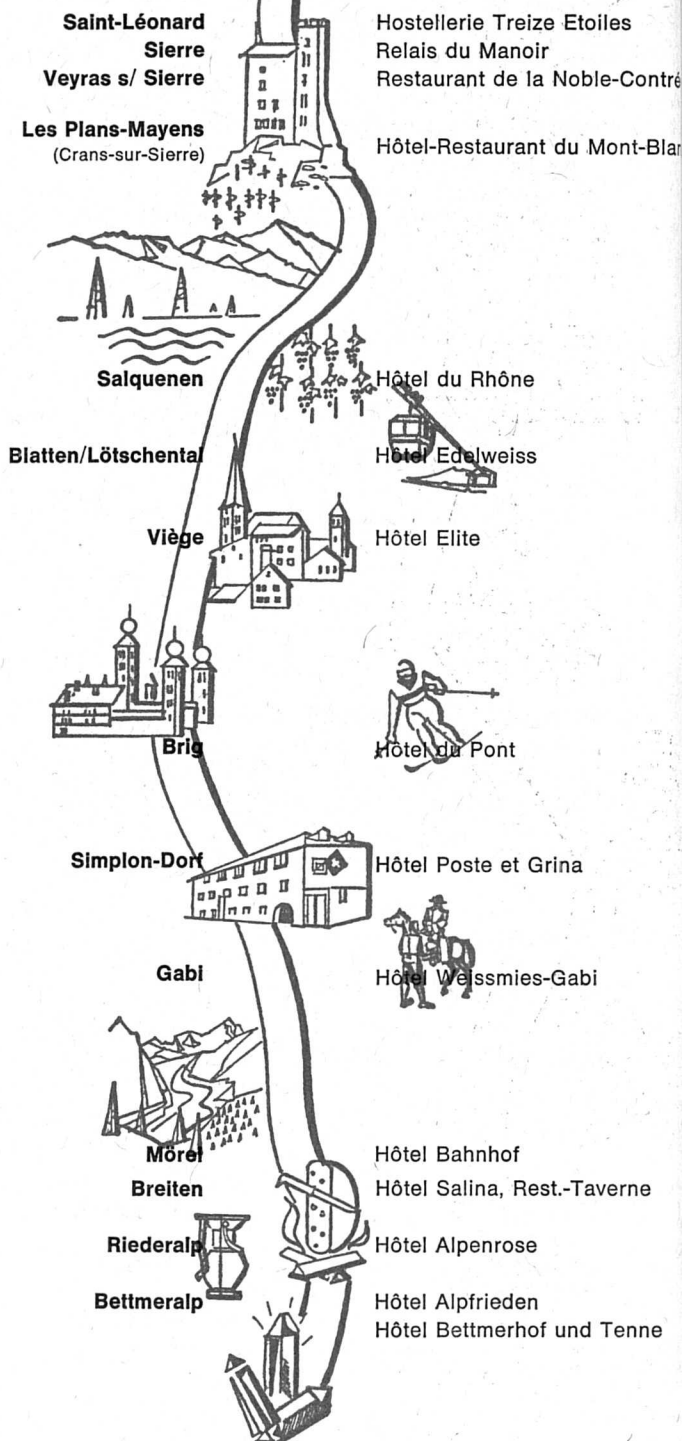 Saint-Léonard Hostellerie Treize Etoiles
Sierre Relais du Manoir
Veyras s/ Sierre Restaurant de la Noble-Contré
Les Plans-Mayens Hôtel-Restaurant du Mont-Blan
(Crans-sur-Sierre)
Salquenen Hôtel du Rhône
Blatten/Lötschental Hôtel Edelweiss
Viège Hôtel Elite
Brig Hôtel du Pont
Simplon-Dorf Hôtel Poste et Grina
Gabi Hôtel Weissmies-Gabi
Mörel Hôtel Bahnhof
Breiten Hôtel Salina, Rest.-Taverne
Riederalp Hôtel Alpenrose
Bettmeralp Hôtel Alpfrieden
Hôtel Bettmerhof und Tenne